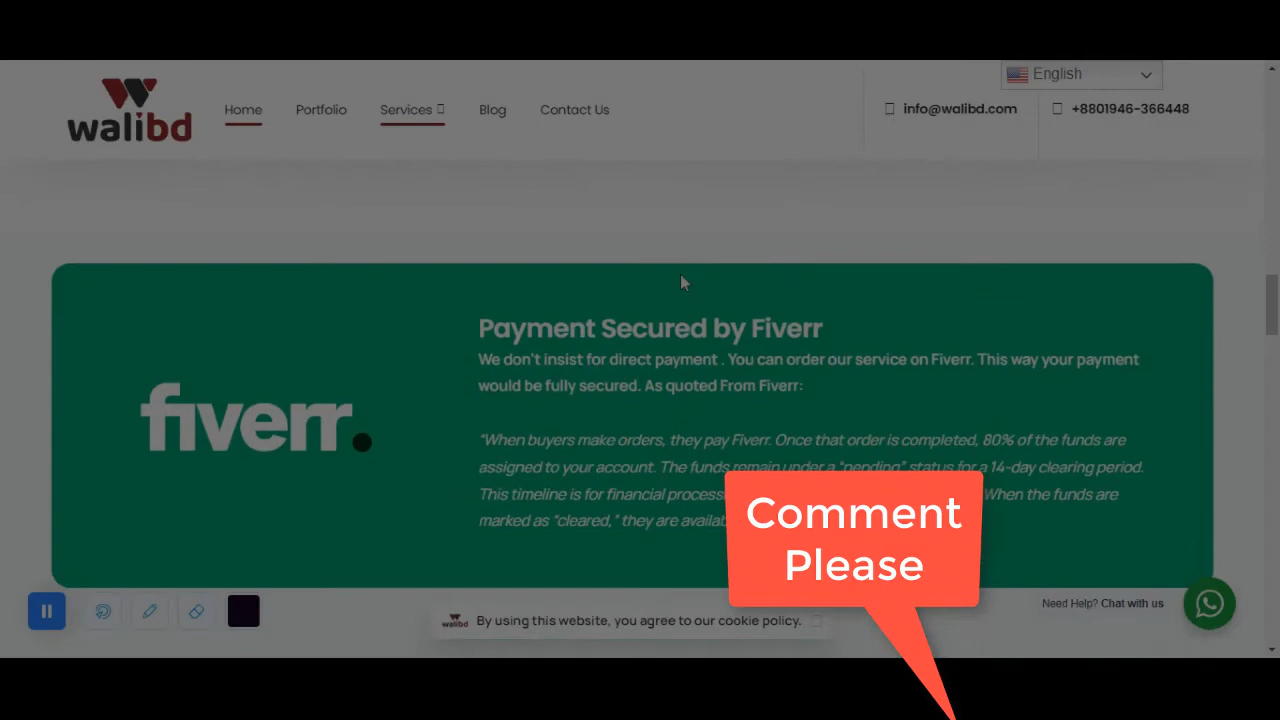 English
walibd
Home
Portfolio
Services
Blog
Contact Us
info@walibd.com
+8801946-366448
fiverr.
Payment Secured by Fiverr
We don't insist for direct payment . You can order our service on Fiverr. This way your payment
would be fully secured. As quoted From Fiverr:
"When buyers make orders, they pay Fiverr. Once that order is completed, 80% of the funds are
assigned to your account. The funds remain under a "pending" status for a 14-day clearing period.
This timeline is for financial When the funds are
marked as "cleared," they are
Comment
Please
Need Help? Chat with us
walibd
By using this website, you agree to our cookie policy.